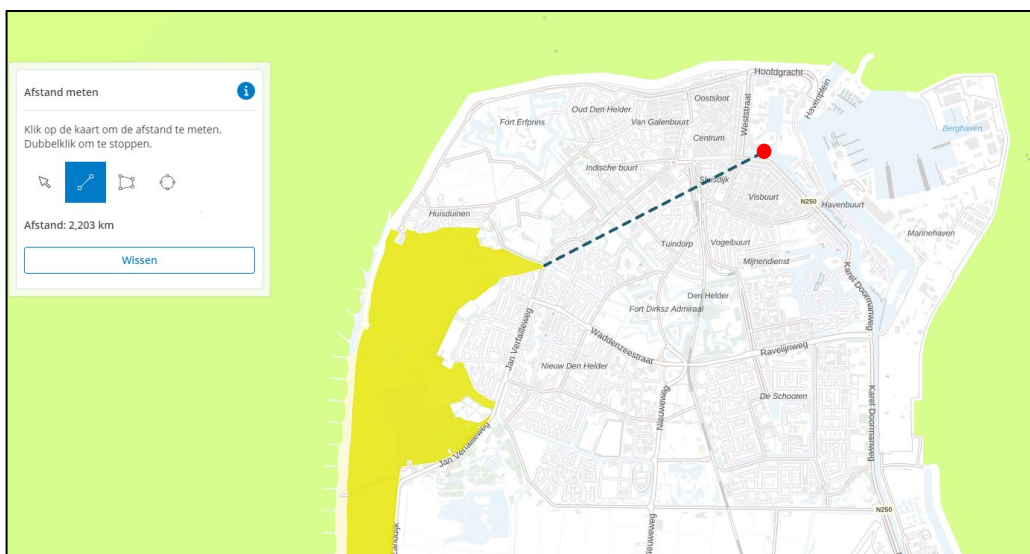 Afstand meten
i
Klik op de kaart om de afstand te meten.
Dubbelklik om te stoppen.
Afstand: 2,203 km
Wissen
Hoofdgracht
Havenplein
Oostsloot
Weststraat
Oud Den Helder
Van Galenbuurt
Fort Erfprins
Centrum
Berghaven
Indische buurt
Sluisdijk
Visbuurt
N250
Havenbuurt
Huisduinen
Marinehaven
Tuindorp
Vogelbuurt
Mijnendienst
Karel Doormanweg
Den Helder
Fort Dirksz Admiraal
Jan Verfailleweg
Waddenzeestraat
Ravelijnweg
Nieuw Den Helder
De Schooten
Nieuweweg
Karel Doormanweg
Jan Verfailleweg
N250
Nieuweweg